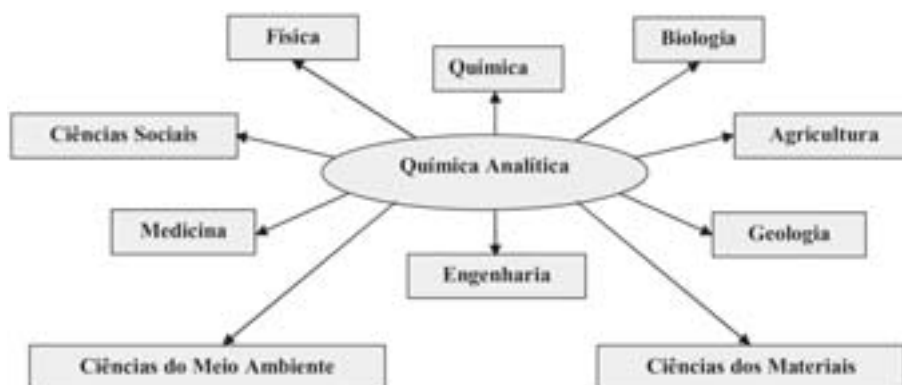 Física
Química
Biologia
Ciências Sociais
Química Analítica
Agricultura
Medicina
Engenharia
Geologia
Ciências do Meio Ambiente
Ciências dos Materiais